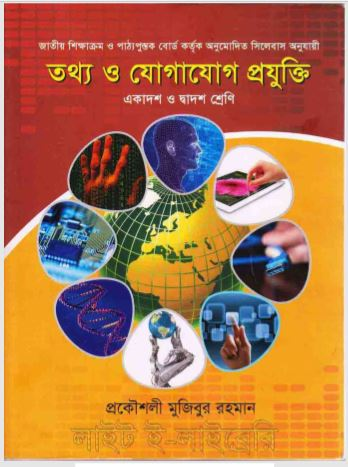 জাতীয় শিক্ষাক্রম ও পাঠ্যপুস্তক বোর্ড কর্তৃক অনুমোদিত সিলেবাস অনুযায়ী
তথ্য ও যোগাযোগ প্রযুক্তি
একাদশ ও দ্বাদশ শ্রেণি
প্রকৌশলী মুজিবুর রহমান
লাইট ই-লাইব্রেরি